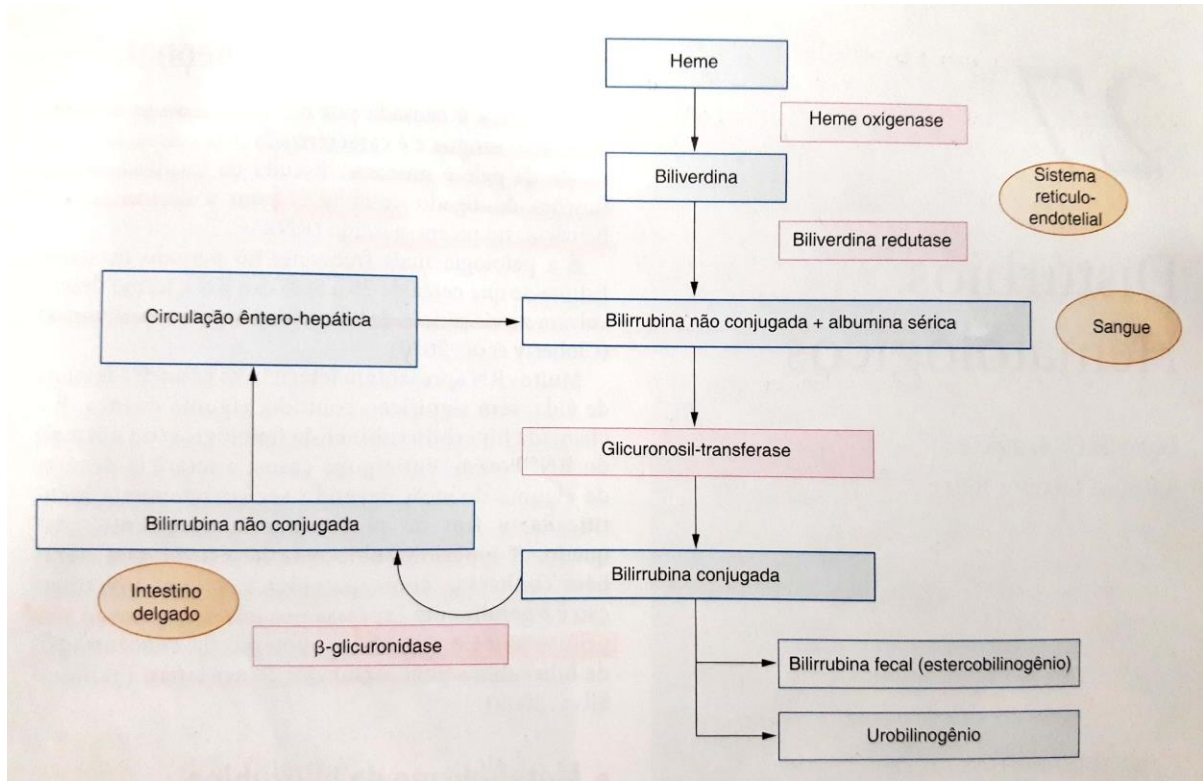 Heme
Heme oxigenase
Biliverdina
Sistema
retículo-
endotelial
Biliverdina redutase
Circulação êntero-hepática
Bilirrubina não conjugada + albumina sérica
Sangue
Glicuronosil-transferase
Bilirrubina não conjugada
Bilirrubina conjugada
Intestino
delgado
β-glicuronidase
Bilirrubina fecal (estercobilinogênio)
Urobilinogênio